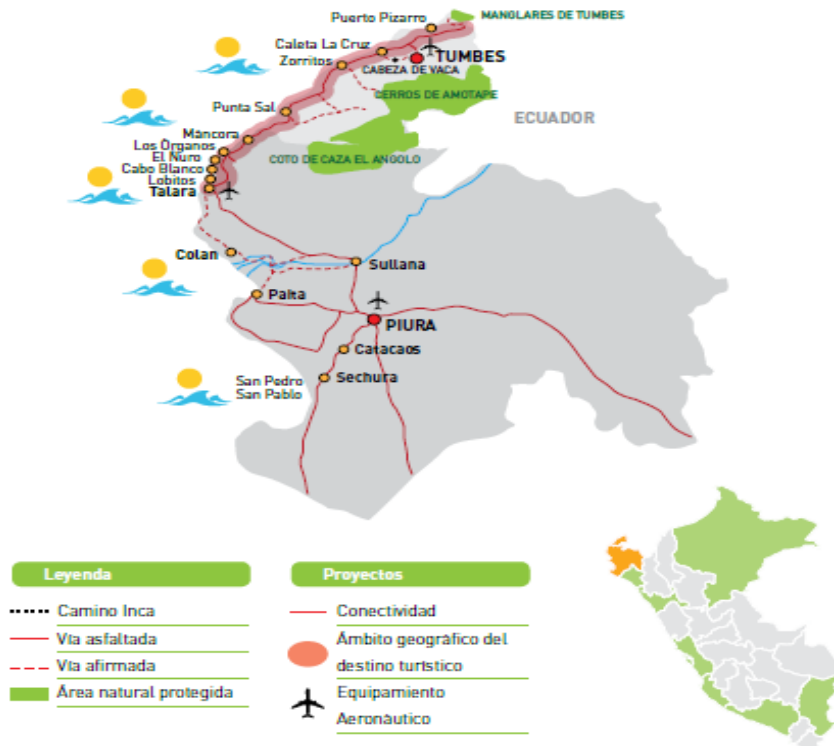 Puerto Pizarro
MANGLARES DE TUMBES
Caleta La Cruz
TUMBES
Zorritos
CABEZA DE VACA
CERROS DE AMOTAPE
Punta Sal
ECUADOR
Máncora
Los Órganos
El Ñuro
COTO DE CAZA EL ANGOLO
Cabo Blanco
Lobitos
Talara
Colan
Sullana
Paita
PIURA
Catacaos
San Pedro
San Pablo
Sechura
Leyenda
Camino Inca
Vía asfaltada
Vía afirmada
Área natural protegida
Proyectos
Conectividad
Ámbito geográfico del
destino turístico
Equipamiento
Aeronáutico